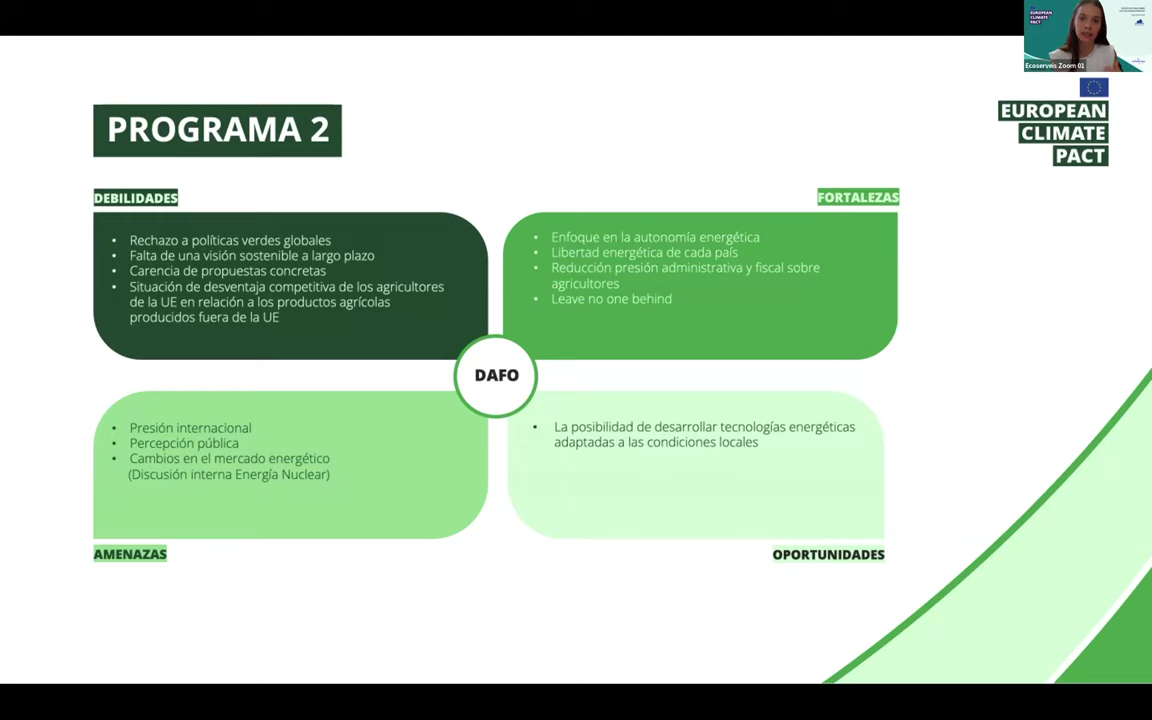 EUROPEAN
CLIMATE
PACT
Ecoserveis Zoom 01
EUROPEAN
CLIMATE
PACT
PROGRAMA 2
DEBILIDADES
• Rechazo a políticas verdes globales
• Falta de una visión sostenible a largo plazo
• Carencia de propuestas concretas
• Situación de desventaja competitiva de los agricultores
de la UE en relación a los productos agrícolas
producidos fuera de la UE
FORTALEZAS
• Enfoque en la autonomía energética
• Libertad energética de cada país
• Reducción presión administrativa y fiscal sobre
agricultores
• Leave no one behind
DAFO
• Presión internacional
• Percepción pública
• Cambios en el mercado energético
(Discusión interna Energía Nuclear)
AMENAZAS
• La posibilidad de desarrollar tecnologías energéticas
adaptadas a las condiciones locales
OPORTUNIDADES